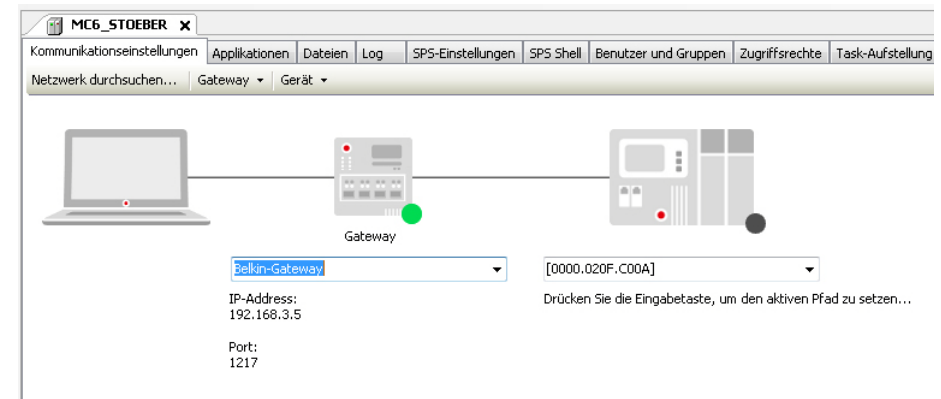 MC6_STOEBER X
Kommunikationseinstellungen Applikationen Dateien Log SPS-Einstellungen SPS Shell Benutzer und Gruppen Zugriffsrechte Task-Aufstellung
Netzwerk durchsuchen... Gateway Gerät
Gateway
Belkin-Gateway [0000.020F.C00A]
IP-Address: Drücken Sie die Eingabetaste, um den aktiven Pfad zu setzen...
192.168.3.5
Port:
1217